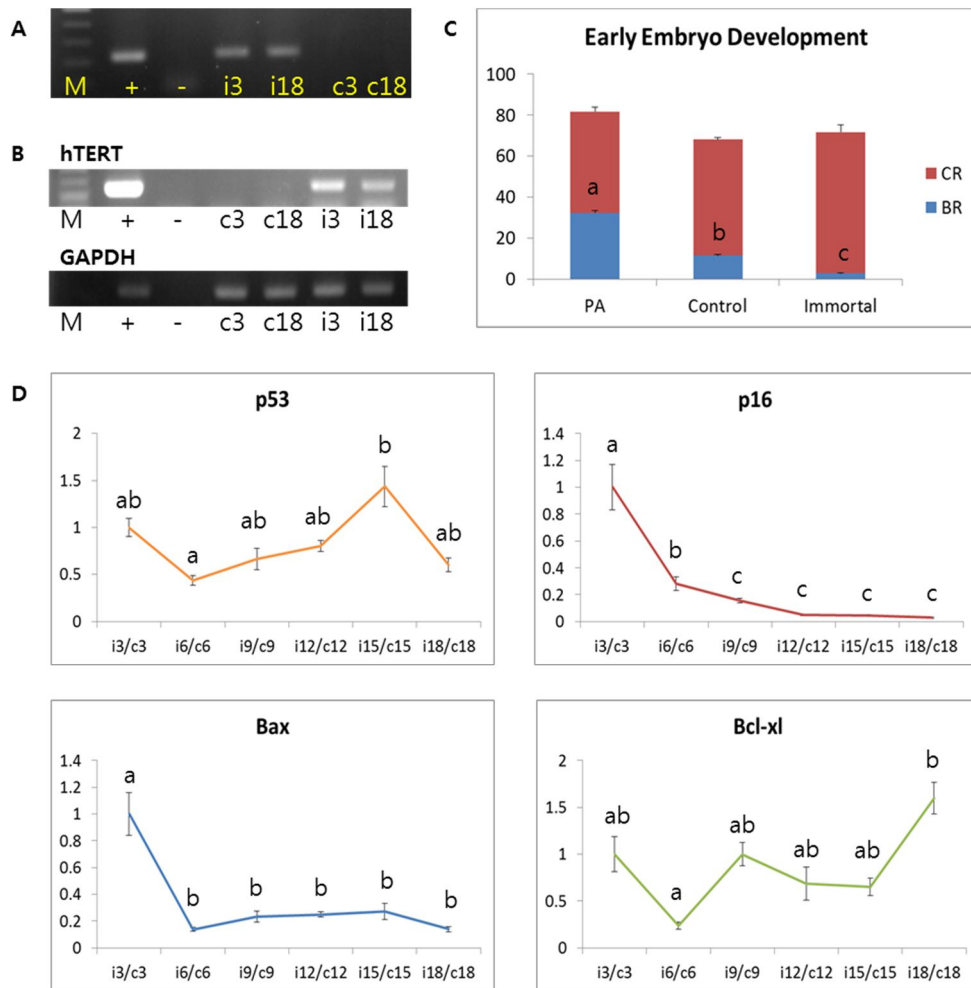 A
M + - i3 i18 c3 c18
B
hTERT
M + - c3 c18 i3 i18
GAPDH
M + - c3 c18 i3 i18
C
Early Embryo Development
100
80
60
40
20
0
a
b
c
PA Control Immortal
CR
BR
D
p53
2
1.5
1
0.5
0
ab a ab ab b ab
i3/c3 i6/c6 i9/c9 i12/c12 i15/c15 i18/c18
p16
1.4
1.2
1
0.8
0.6
0.4
0.2
0
a b c c c c
i3/c3 i6/c6 i9/c9 i12/c12 i15/c15 i18/c18
Bax
1.4
1.2
1
0.8
0.6
0.4
0.2
0
a b b b b b
i3/c3 i6/c6 i9/c9 i12/c12 i15/c15 i18/c18
Bcl-xl
2
1.5
1
0.5
0
ab a ab ab ab b
i3/c3 i6/c6 i9/c9 i12/c12 i15/c15 i18/c18